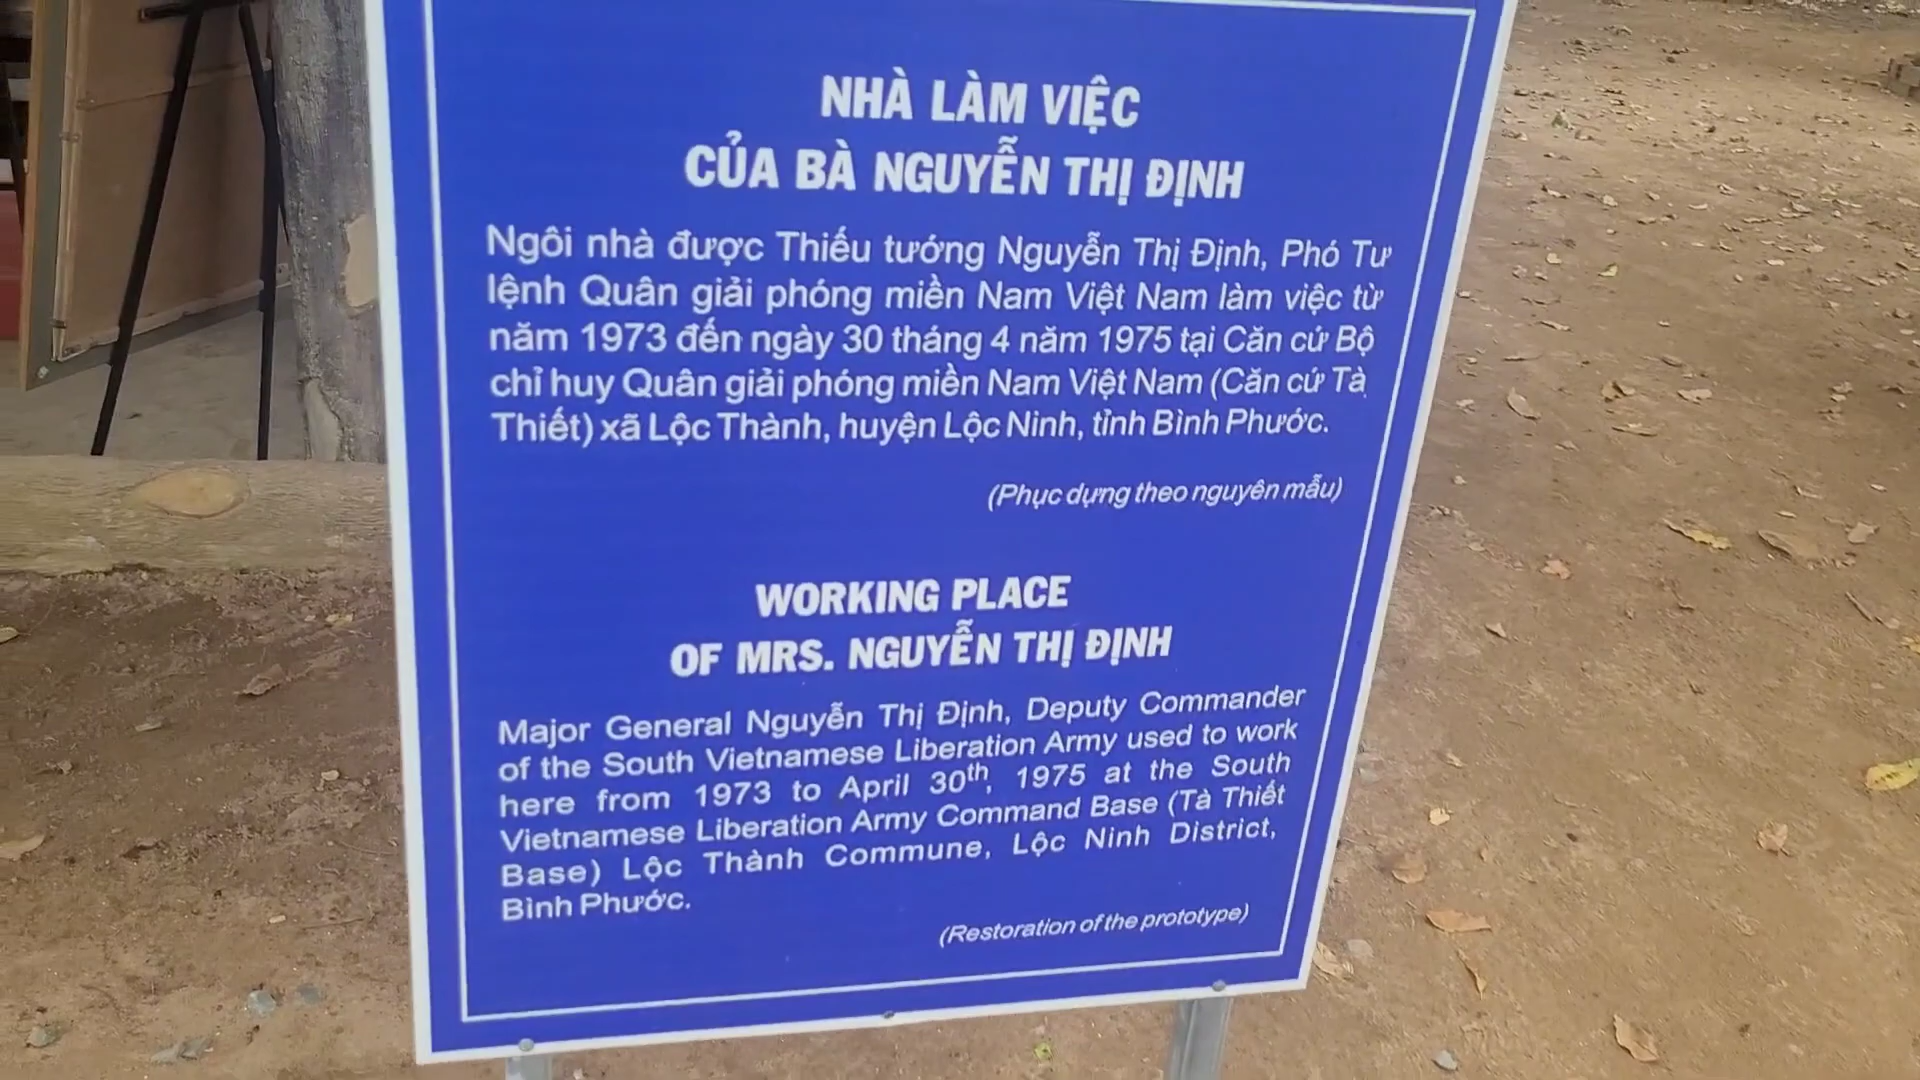 NHÀ LÀM VIỆC
CỦA BÀ NGUYỄN THỊ ĐỊNH
Ngôi nhà được Thiếu tướng Nguyễn Thị Định, Phó Tư
lệnh Quân giải phóng miền Nam Việt Nam làm việc từ
năm 1973 đến ngày 30 tháng 4 năm 1975 tại Căn cứ Bộ
chỉ huy Quân giải phóng miền Nam Việt Nam (Căn cứ Tà
Thiết) xã Lộc Thành, huyện Lộc Ninh, tỉnh Bình Phước.
(Phục dựng theo nguyên mẫu)
WORKING PLACE
OF MRS. NGUYỄN THỊ ĐỊNH
Major General Nguyễn Thị Định, Deputy Commander
of the South Vietnamese Liberation Army used to work
here from 1973 to April 30th, 1975 at the South
Vietnamese Liberation Army Command Base (Tà Thiết
Base) Lộc Thành Commune, Lộc Ninh District,
Bình Phước.
(Restoration of the prototype)